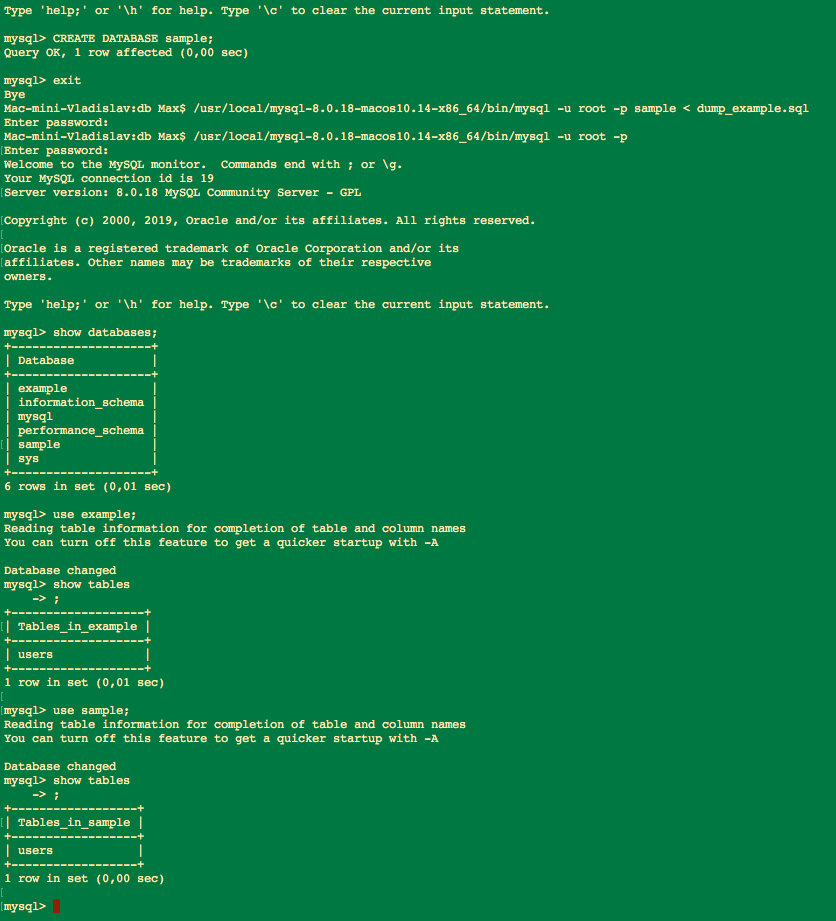 Type 'help;' or '\h' for help. Type '\c' to clear the current input statement.
mysql> CREATE DATABASE sample;
Query OK, 1 row affected (0,00 sec)
mysql> exit
Bye
Mac-mini-Vladislav:db Max$ /usr/local/mysql-8.0.18-macos10.14-x86_64/bin/mysql -u root -p sample < dump_example.sql
Enter password:
Mac-mini-Vladislav:db Max$ /usr/local/mysql-8.0.18-macos10.14-x86_64/bin/mysql -u root -p
[Enter password:
Welcome to the MySQL monitor.  Commands end with ; or \g.
Your MySQL connection id is 19
[Server version: 8.0.18 MySQL Community Server - GPL
[Copyright (c) 2000, 2019, Oracle and/or its affiliates. All rights reserved.
[
[Oracle is a registered trademark of Oracle Corporation and/or its
[affiliates. Other names may be trademarks of their respective
owners.
Type 'help;' or '\h' for help. Type '\c' to clear the current input statement.
mysql> show databases;
+--------------------+
| Database           |
+--------------------+
| example            |
| information_schema |
| mysql              |
| performance_schema |
[| sample             |
| sys                |
+--------------------+
6 rows in set (0,01 sec)
mysql> use example;
Reading table information for completion of table and column names
You can turn off this feature to get a quicker startup with -A
Database changed
mysql> show tables
    -> ;
+-------------------+
[| Tables_in_example |
+-------------------+
| users             |
+-------------------+
1 row in set (0,01 sec)
[
[mysql> use sample;
Reading table information for completion of table and column names
You can turn off this feature to get a quicker startup with -A
Database changed
mysql> show tables
    -> ;
+------------------+
[| Tables_in_sample |
+------------------+
| users            |
+------------------+
1 row in set (0,00 sec)
[
[mysql>